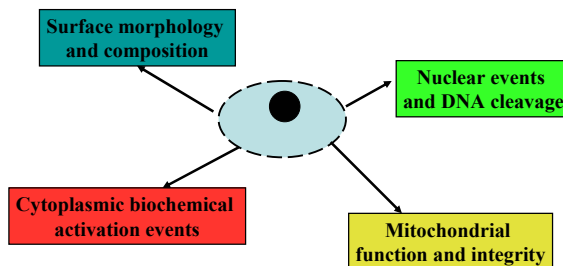 Surface morphology
and composition
Nuclear events
and DNA cleavage
Cytoplasmic biochemical
activation events
Mitochondrial
function and integrity